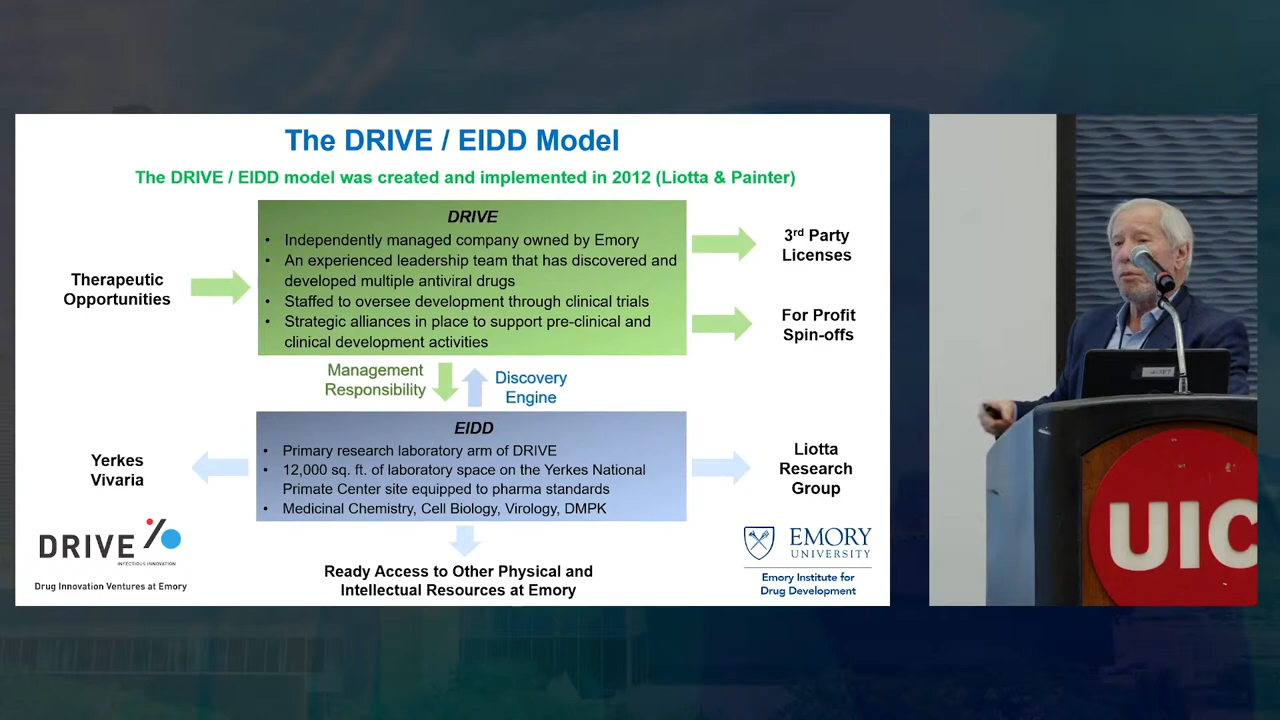 The DRIVE / EIDD Model
The DRIVE / EIDD model was created and implemented in 2012 (Liotta & Painter)
Therapeutic
Opportunities
DRIVE
• Independently managed company owned by Emory
• An experienced leadership team that has discovered and
developed multiple antiviral drugs
• Staffed to oversee development through clinical trials
• Strategic alliances in place to support pre-clinical and
clinical development activities
3rd Party
Licenses
For Profit
Spin-offs
Management
Responsibility
Discovery
Engine
Yerkes
Vivaria
EIDD
• Primary research laboratory arm of DRIVE
• 12,000 sq. ft. of laboratory space on the Yerkes National
Primate Center site equipped to pharma standards
• Medicinal Chemistry, Cell Biology, Virology, DMPK
Liotta
Research
Group
DRIVE
INFECTIOUS INNOVATION
Drug Innovation Ventures at Emory
Ready Access to Other Physical and
Intellectual Resources at Emory
EMORY
UNIVERSITY
Emory Institute for
Drug Development
UIC